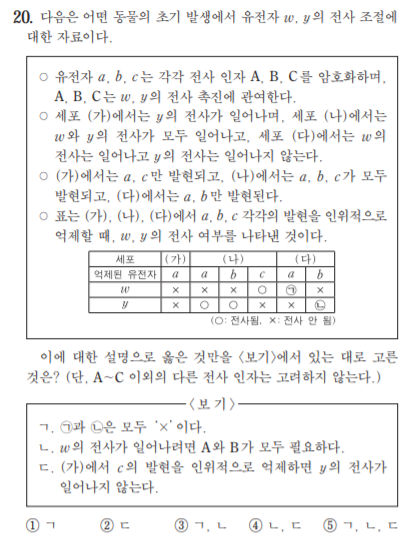 20. 다음은 어떤 동물의 초기 발생에서 유전자 w, y의 전사 조절에
대한 자료이다.
○ 유전자 a, b, c는 각각 전사 인자 A, B, C를 암호화하며,
A, B, C는 w, y의 전사 촉진에 관여한다.
○ 세포 (가)에서는 y의 전사가 일어나며, 세포 (나)에서는
w와 y의 전사가 모두 일어나고, 세포 (다)에서는 w의
전사는 일어나고 y의 전사는 일어나지 않는다.
○ (가)에서는 a, c만 발현되고, (나)에서는 a, b, c가 모두
발현되고, (다)에서는 a, b만 발현된다.
○ 표는 (가), (나), (다)에서 a, b, c 각각의 발현을 인위적으로
억제할 때, w, y의 전사 여부를 나타낸 것이다.
세포 (가) (나) (다)
억제된 유전자 a a b c a b
w × × × ○ ㉠ ×
y × ○ ○ × × ㉡
(○: 전사됨, ×: 전사 안 됨)
이에 대한 설명으로 옳은 것만을 <보기>에서 있는 대로 고른
것은? (단, A~C 이외의 다른 전사 인자는 고려하지 않는다.)
<보 기>
ㄱ. ㉠과 ㉡은 모두 ‘×’이다.
ㄴ. w의 전사가 일어나려면 A와 B가 모두 필요하다.
ㄷ. (가)에서 c의 발현을 인위적으로 억제하면 y의 전사가
일어나지 않는다.
① ㄱ ② ㄷ ③ ㄱ, ㄴ ④ ㄴ, ㄷ ⑤ ㄱ, ㄴ, ㄷ